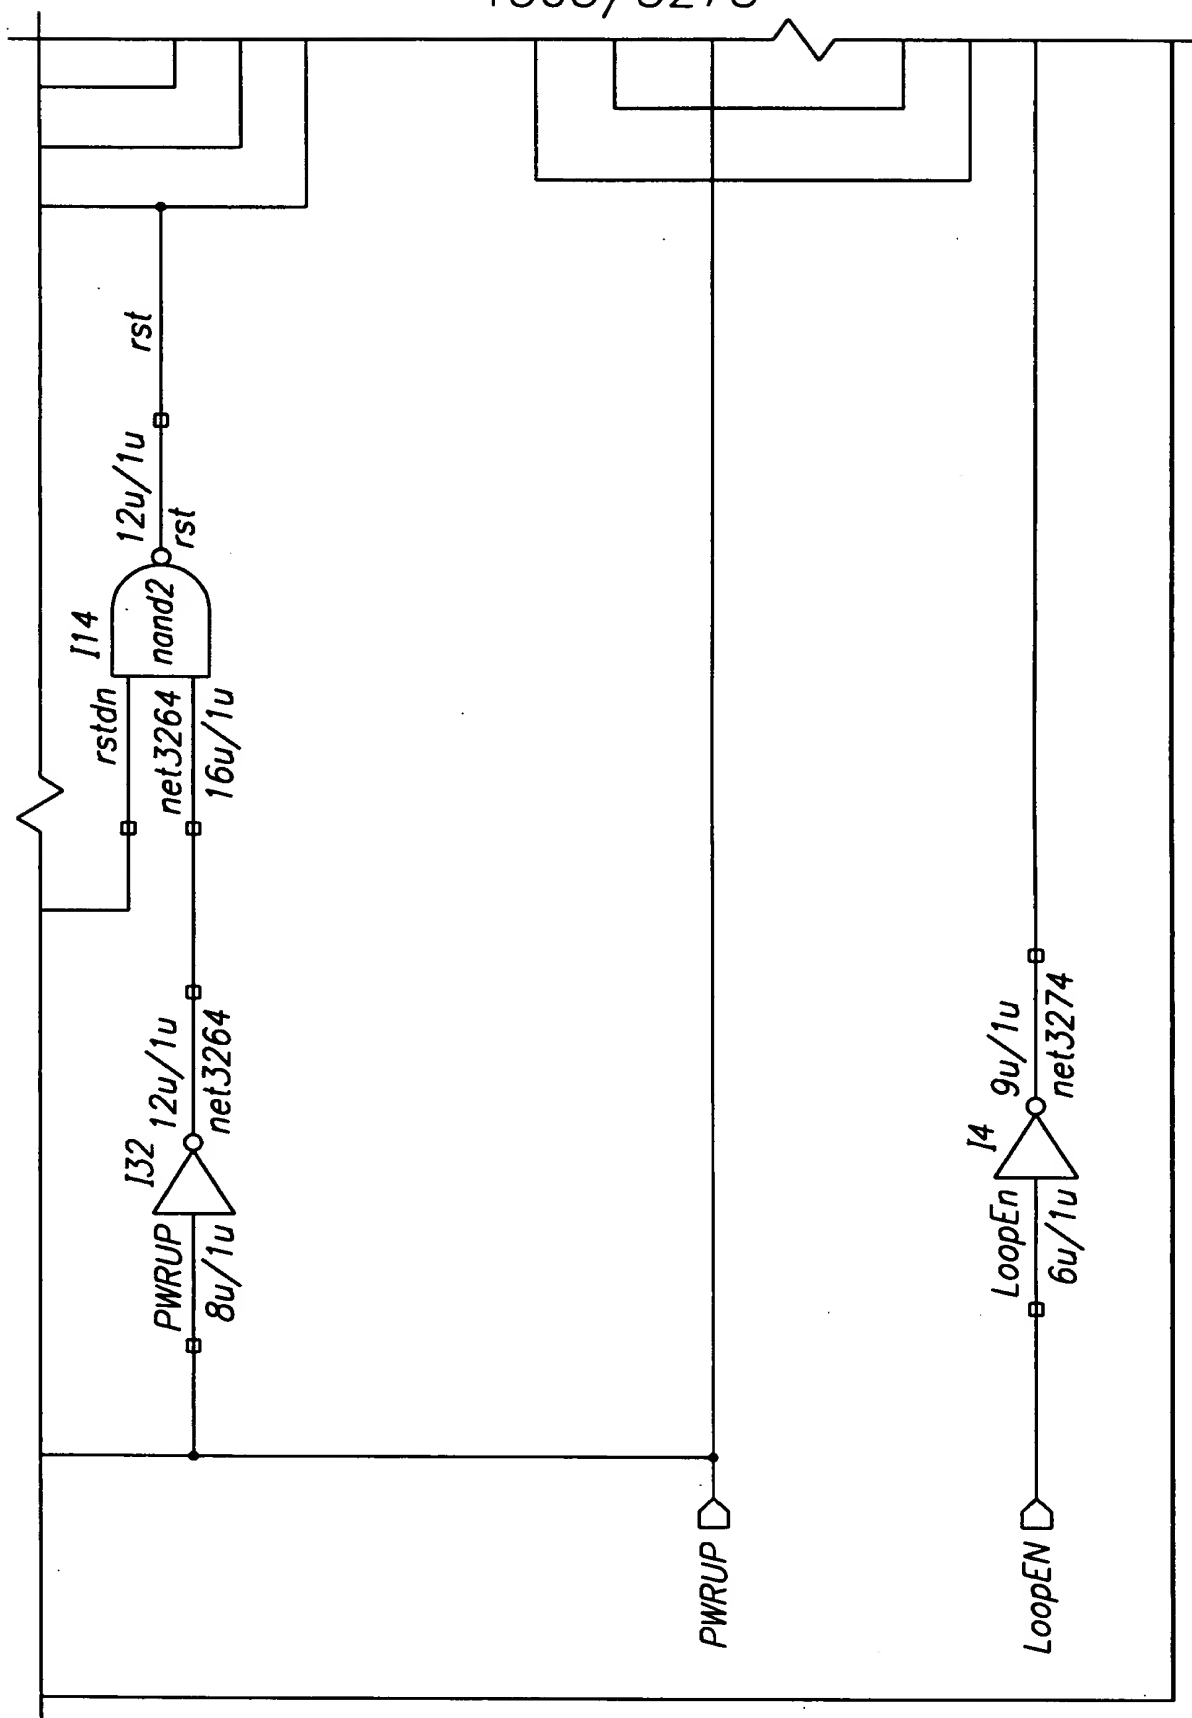 rst
12u/1u
rst
I14
nand2
rstdn
net3264
16u/1u
12u/1u
net3264
I32
PWRUP
8u/1u
PWRUP
9u/1u
net3274
I4
LoopEn
6u/1u
LoopEN